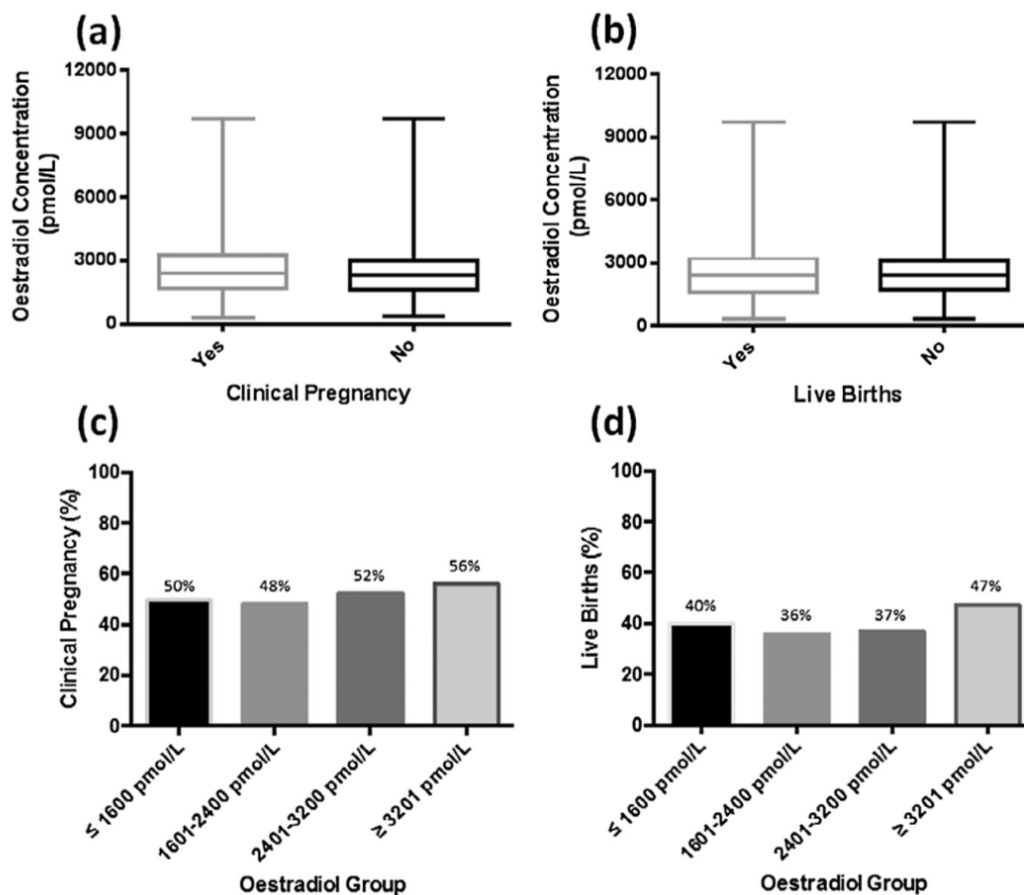 (a)
Oestradiol Concentration
(pmol/L)
12000
9000
6000
3000
0
Yes
No
Clinical Pregnancy
(b)
Oestradiol Concentration
(pmol/L)
12000
9000
6000
3000
0
Yes
No
Live Births
(c)
Clinical Pregnancy (%)
100
80
60
40
20
0
50%
48%
52%
56%
≤ 1600 pmol/L
1601-2400 pmol/L
2401-3200 pmol/L
≥ 3201 pmol/L
Oestradiol Group
(d)
Live Births (%)
100
80
60
40
20
0
40%
36%
37%
47%
≤ 1600 pmol/L
1601-2400 pmol/L
2401-3200 pmol/L
≥ 3201 pmol/L
Oestradiol Group